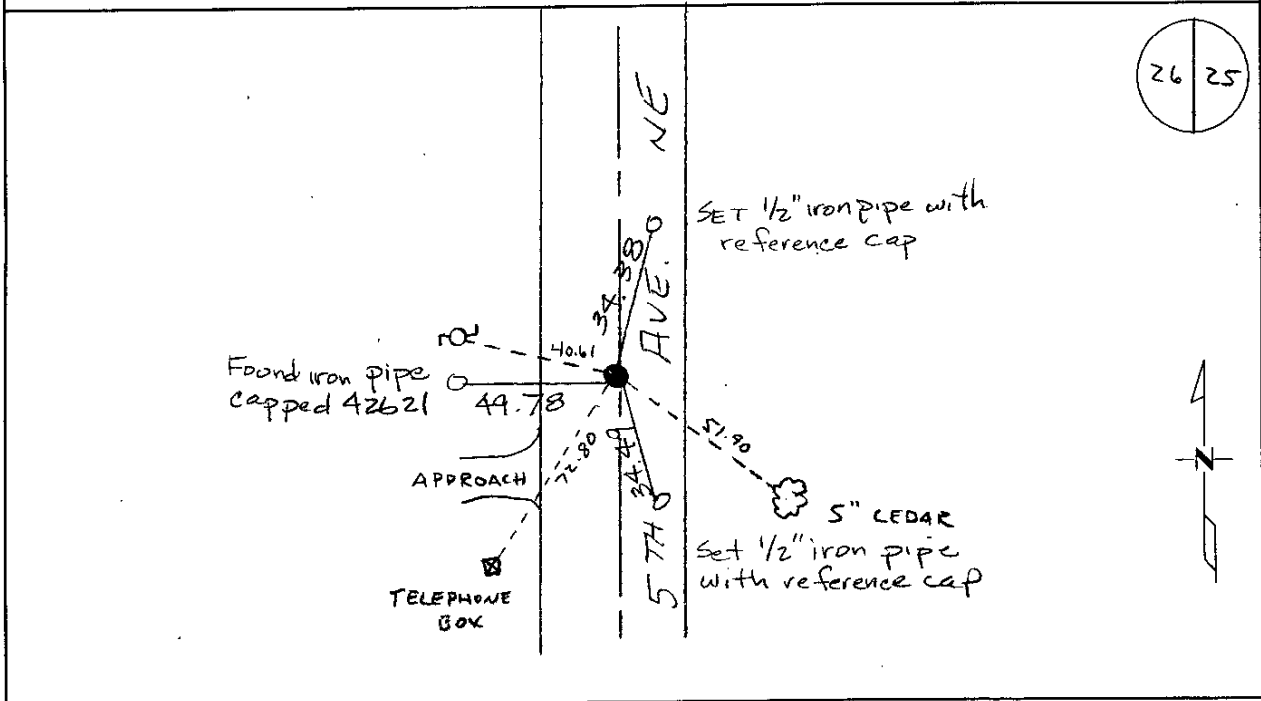 26 25
5TH AVE. NE
SET 1/2" iron pipe with
reference cap
34.38
40.61
Found iron pipe
capped 42621
49.78
72.80
34.49
51.90
APPROACH
5" CEDAR
Set 1/2" iron pipe
with reference cap
TELEPHONE
BOX
N